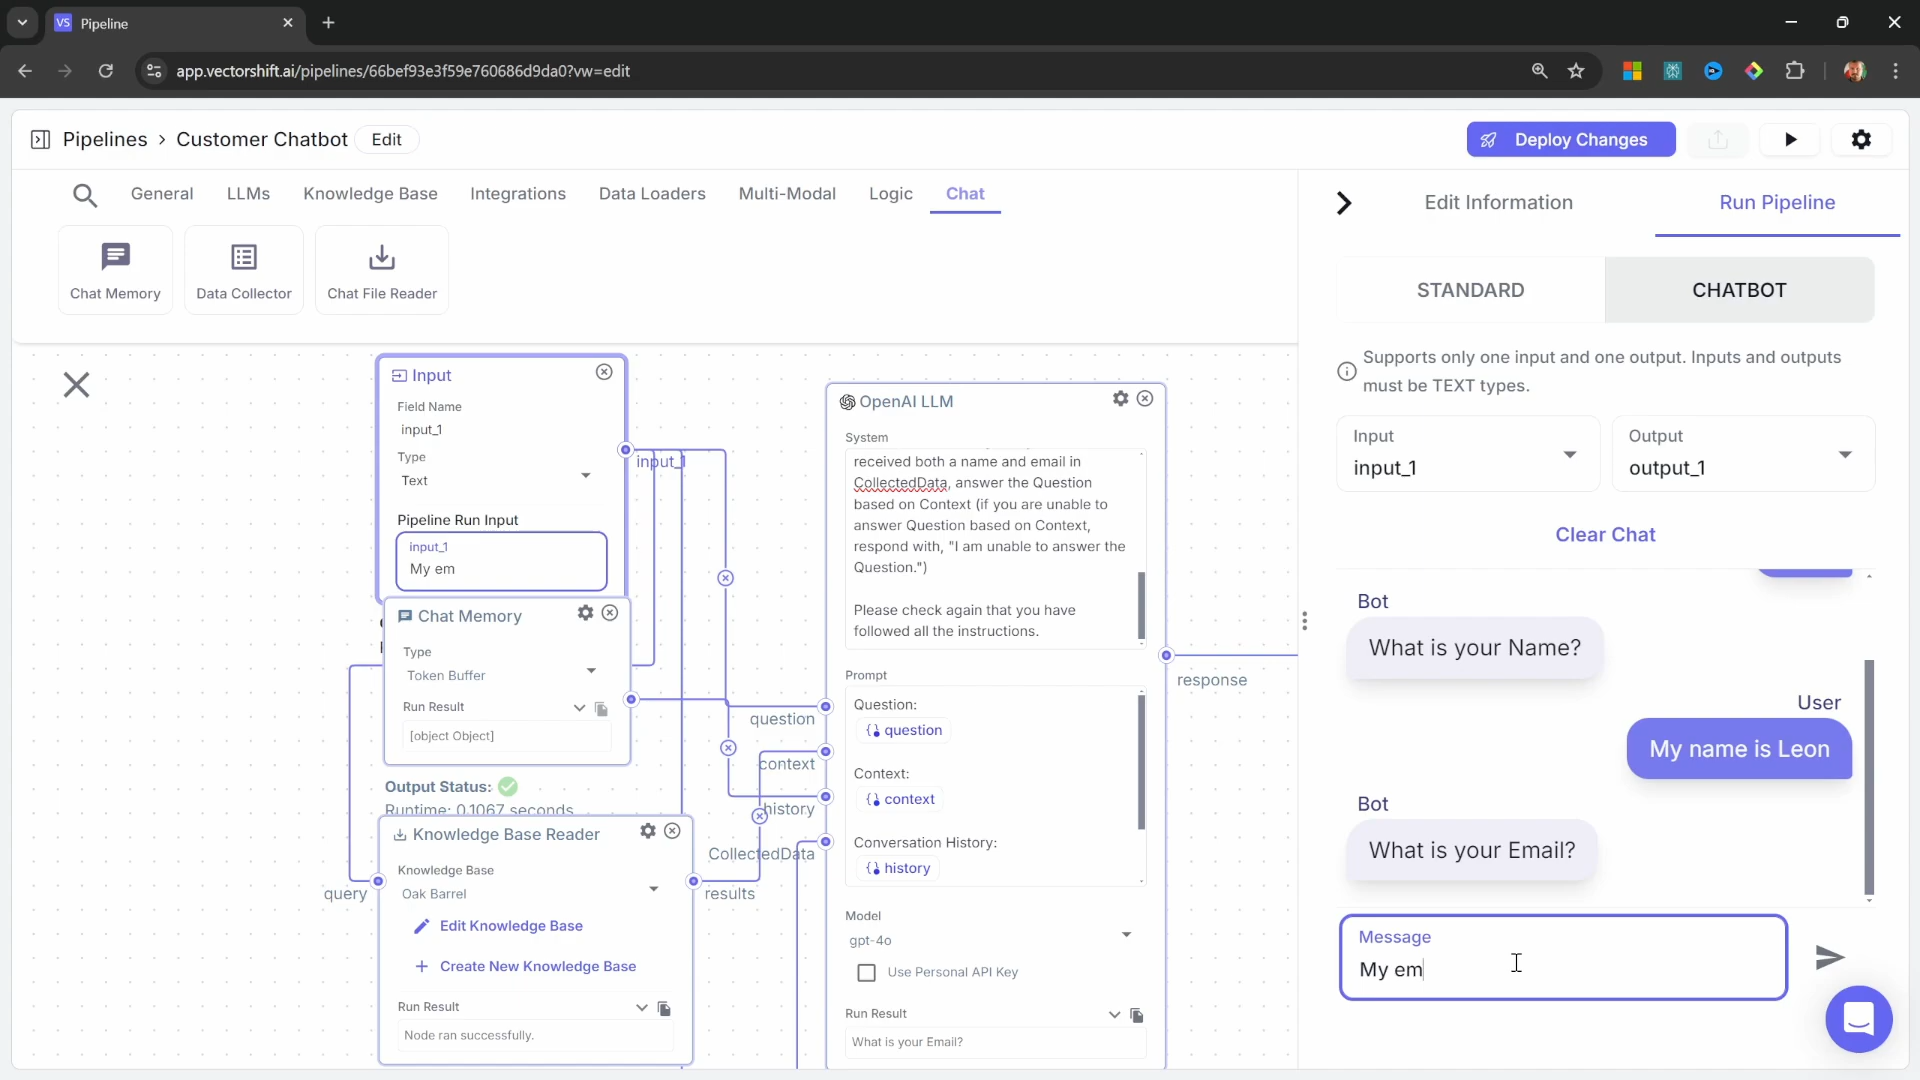 VS Pipeline
app.vectorshift.ai/pipelines/66bef93e3f59e760686d9da0?vw=edit
Pipelines > Customer Chatbot Edit
Deploy Changes
General LLMs Knowledge Base Integrations Data Loaders Multi-Modal Logic Chat
Chat Memory
Data Collector
Chat File Reader
Input
Field Name
input_1
Type
Text
Pipeline Run Input
input_1
My em
input_1
Chat Memory
Type
Token Buffer
Run Result
[object Object]
Output Status:
Runtime: 0.1067 seconds
Knowledge Base Reader
Knowledge Base
Oak Barrel
Edit Knowledge Base
Create New Knowledge Base
Run Result
Node ran successfully.
query
results
question
context
history
CollectedData
OpenAI LLM
System
received both a name and email in
CollectedData, answer the Question
based on Context (if you are unable to
answer Question based on Context,
respond with, "I am unable to answer the
Question.")
Please check again that you have
followed all the instructions.
Prompt
Question:
question
Context:
context
Conversation History:
history
Model
gpt-4o
Use Personal API Key
Run Result
What is your Email?
response
Edit Information
Run Pipeline
STANDARD
CHATBOT
Supports only one input and one output. Inputs and outputs
must be TEXT types.
Input
input_1
Output
output_1
Clear Chat
Bot
What is your Name?
User
My name is Leon
Bot
What is your Email?
Message
My em